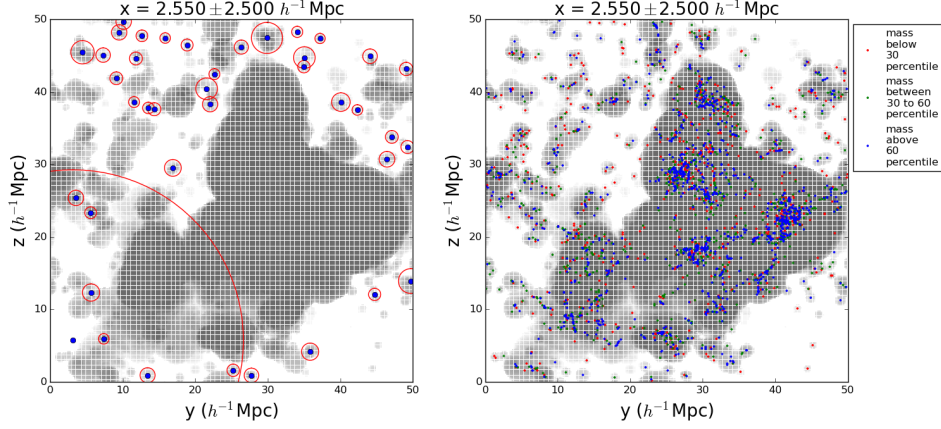 y = 2.550 ± 2.500 h⁻¹ Mpc
x = 2.550 ± 2.500 h⁻¹ Mpc
50
40
30
20
10
0
z (h⁻¹ Mpc)
0 10 20 30 40 50
y (h⁻¹ Mpc)
50
40
30
20
10
0
z (h⁻¹ Mpc)
0 10 20 30 40 50
y (h⁻¹ Mpc)
mass
below
30
percentile
mass
between
30 to 60
percentile
mass
above
60
percentile